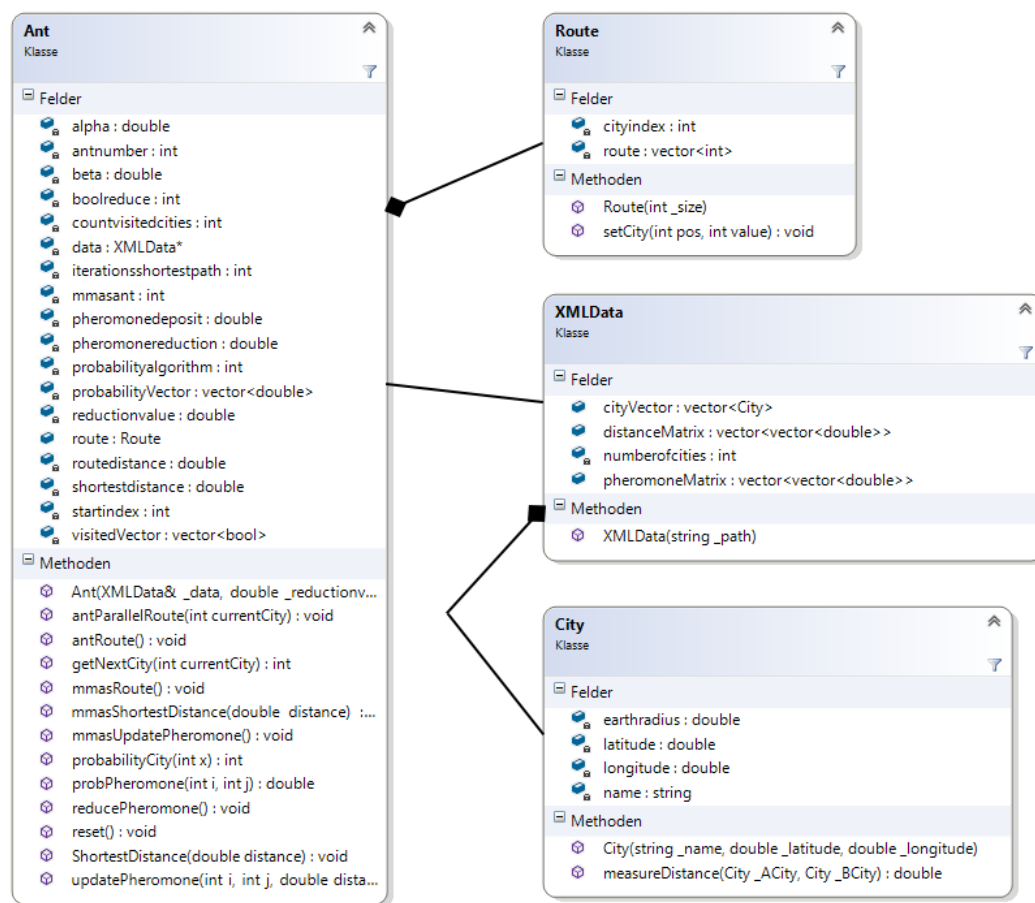 Ant
Klasse
Felder
alpha : double
antnumber : int
beta : double
boolreduce : int
countvisitedcities : int
data : XMLData*
iterationsshortestpath : int
mmasant : int
pheromonedeposit : double
pheromonereduction : double
probabilityalgorithm : int
probabilityVector : vector<double>
reductionvalue : double
route : Route
routedistance : double
shortestdistance : double
startindex : int
visitedVector : vector<bool>
Methoden
Ant(XMLData& _data, double _reductionv...
antParallelRoute(int currentCity) : void
antRoute() : void
getNextCity(int currentCity) : int
mmasRoute() : void
mmasShortestDistance(double distance) :...
mmasUpdatePheromone() : void
probabilityCity(int x) : int
probPheromone(int i, int j) : double
reducePheromone() : void
reset() : void
ShortestDistance(double distance) : void
updatePheromone(int i, int j, double dista...
Route
Klasse
Felder
cityindex : int
route : vector<int>
Methoden
Route(int _size)
setCity(int pos, int value) : void
XMLData
Klasse
Felder
cityVector : vector<City>
distanceMatrix : vector<vector<double>>
numberofcities : int
pheromoneMatrix : vector<vector<double>>
Methoden
XMLData(string _path)
City
Klasse
Felder
earthradius : double
latitude : double
longitude : double
name : string
Methoden
City(string _name, double _latitude, double _longitude)
measureDistance(City _ACity, City _BCity) : double